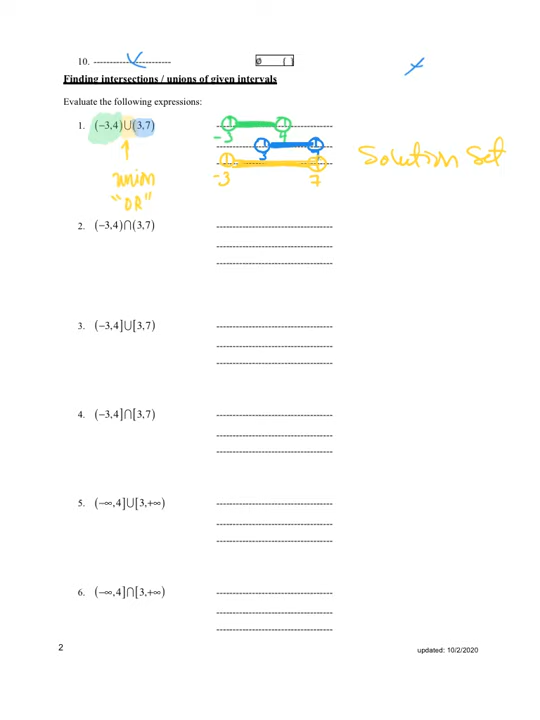 10. ------------------------
∅ ( )
Finding intersections / unions of given intervals
Evaluate the following expressions:
1. (−3,4)⋃(3,7)
-3 4
3 7
-3 7
Solution Set
union
"OR"
2. (−3,4)⋂(3,7)
3. (−3,4]⋃[3,7)
4. (−3,4]⋂[3,7)
5. (−∞,4]⋃[3,+∞)
6. (−∞,4]⋂[3,+∞)
2
updated: 10/2/2020